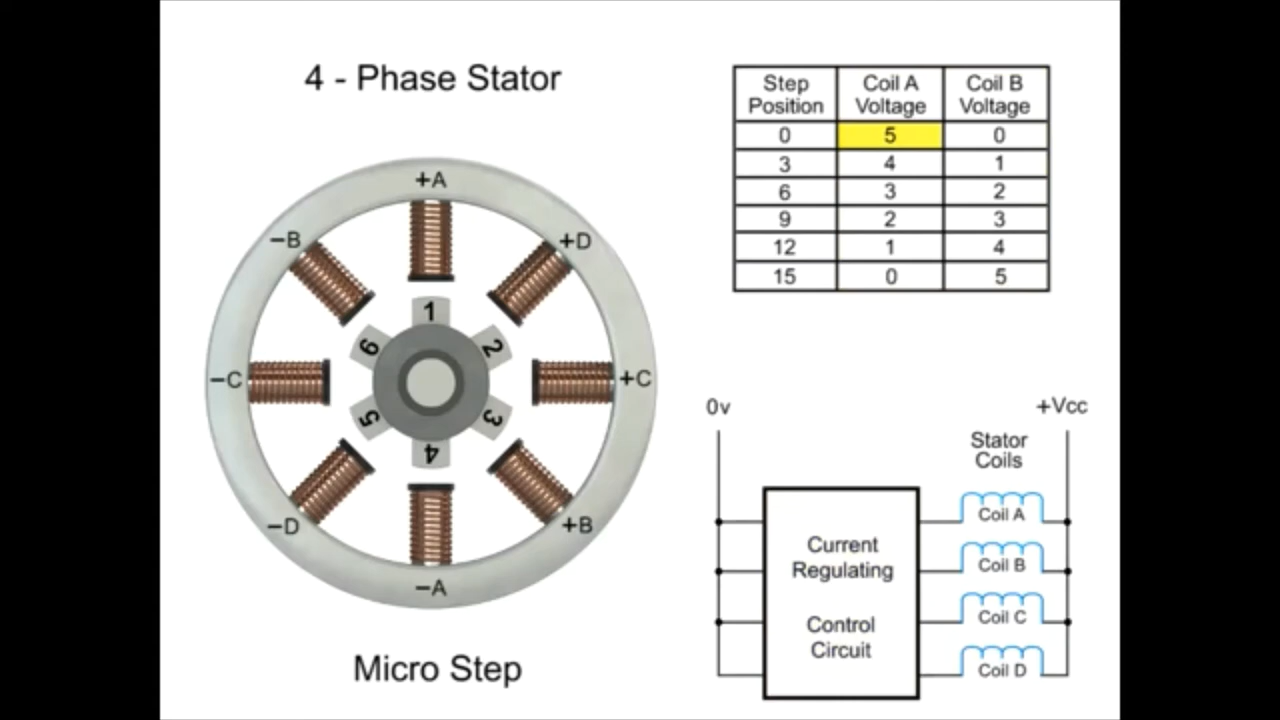 4 - Phase Stator
+A
−B
+D
−C
+C
−D
+B
−A
1
2
3
4
5
6
Micro Step
Step Position Coil A Voltage Coil B Voltage
0 5 0
3 4 1
6 3 2
9 2 3
12 1 4
15 0 5
0v
+Vcc
Stator
Coils
Current
Regulating
Control
Circuit
Coil A
Coil B
Coil C
Coil D